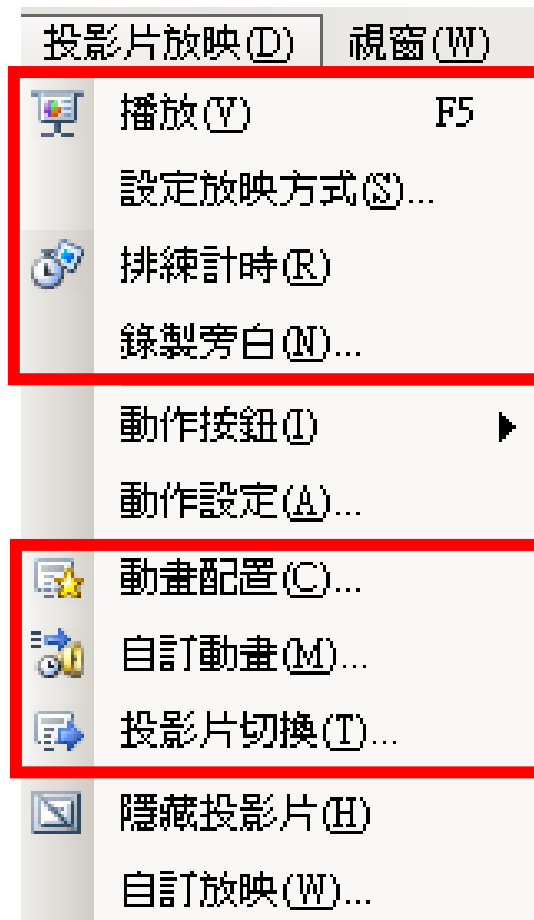 投影片放映(D) 視窗(W)
播放(V) F5
設定放映方式(S)...
排練計時(R)
錄製旁白(N)...
動作按鈕(I)
動作設定(A)...
動畫配置(C)...
自訂動畫(M)...
投影片切換(T)...
隱藏投影片(H)
自訂放映(W)...